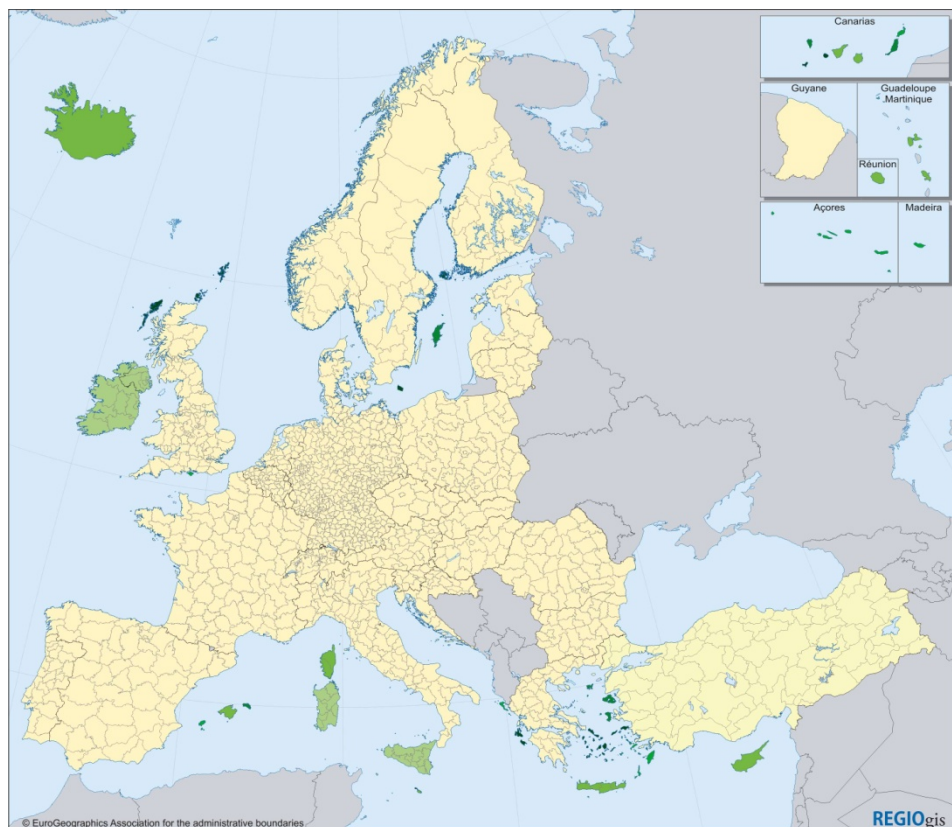 Canarias
Guyane
Guadeloupe
Martinique
Réunion
Açores
Madeira
© EuroGeographics Association for the administrative boundaries
REGIOgis